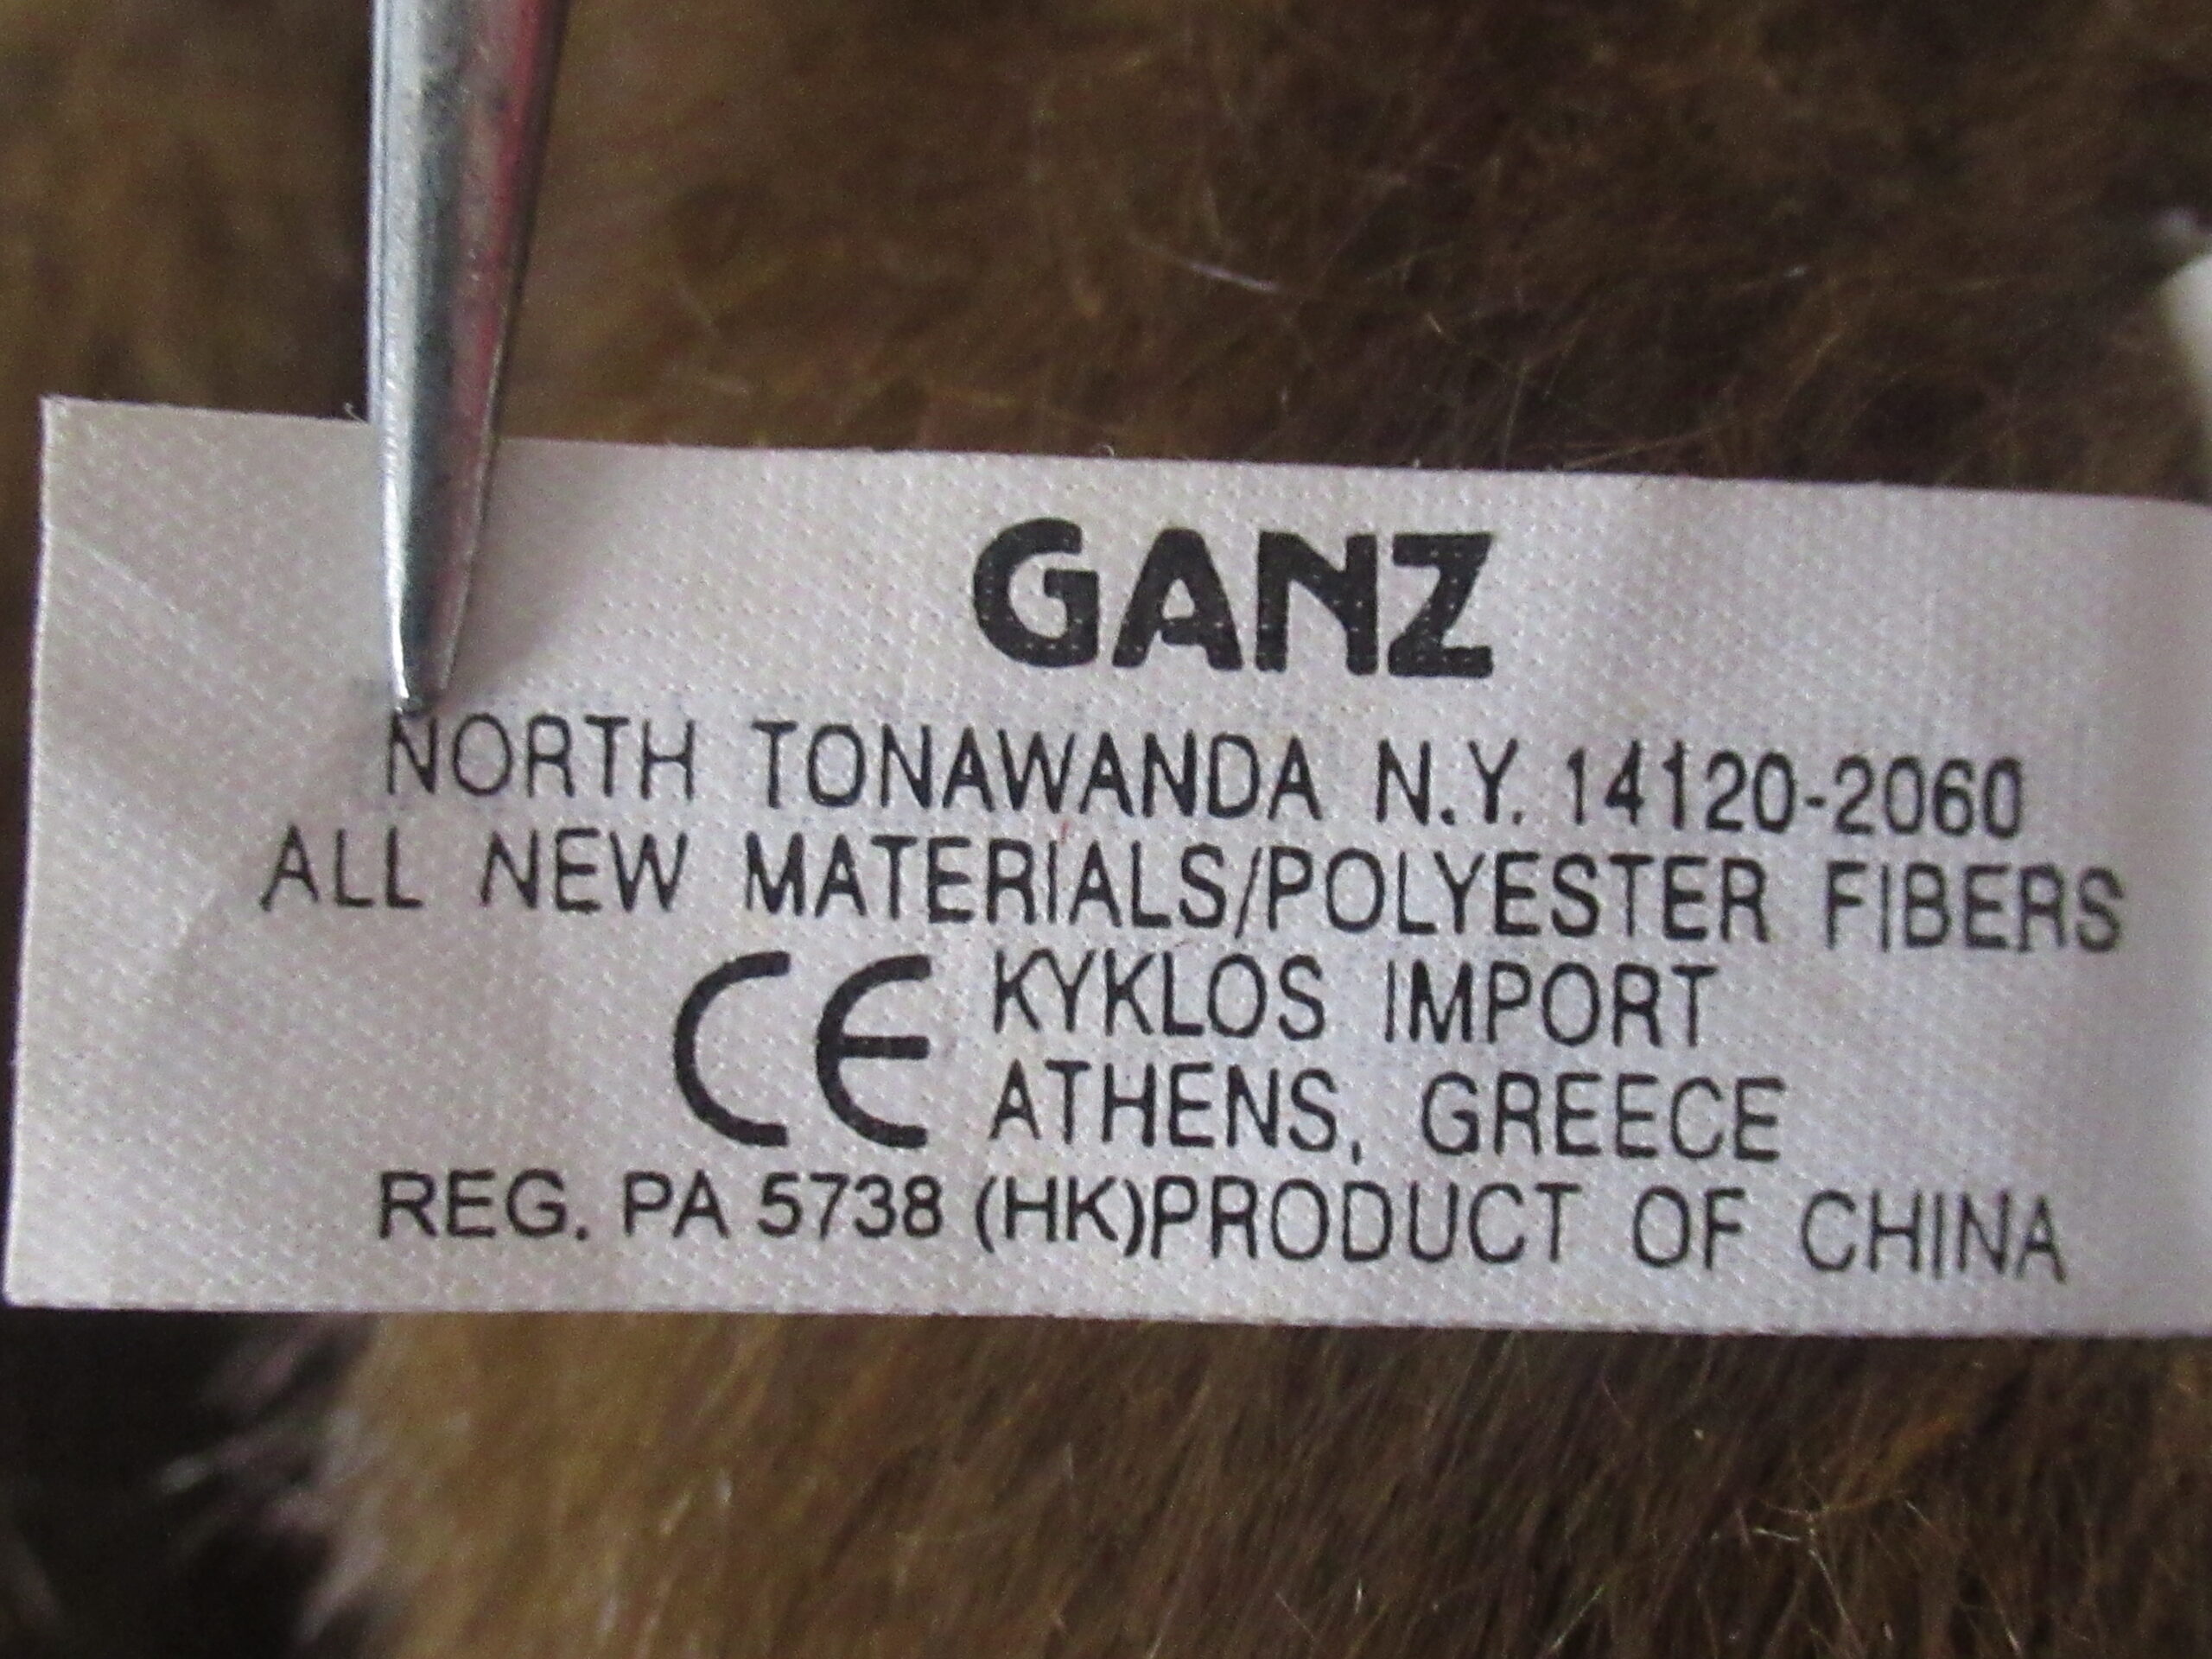 GANZ
NORTH TONAWANDA N.Y. 14120-2060
ALL NEW MATERIALS/POLYESTER FIBERS
CE KYKLOS IMPORT
ATHENS, GREECE
REG. PA 5738 (HK)PRODUCT OF CHINA